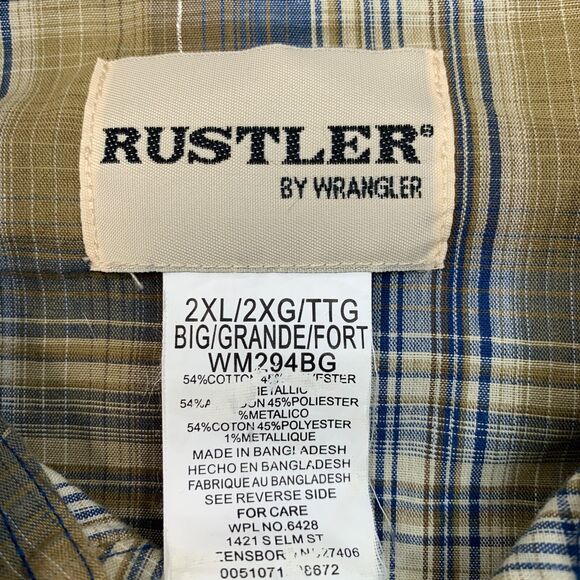 RUSTLER®
BY WRANGLER
2XL/2XG/TTG
BIG/GRANDE/FORT
WM294BG
54%COTTON
45%POLIESTER
%METALICO
54%COTON 45%POLYESTER
1%METALLIQUE
MADE IN BANGLADESH
HECHO EN BANGLADESH
FABRIQUE AU BANGLADESH
SEE REVERSE SIDE
FOR CARE
WPL NO.6428
1421 S ELM ST
27406
0051071